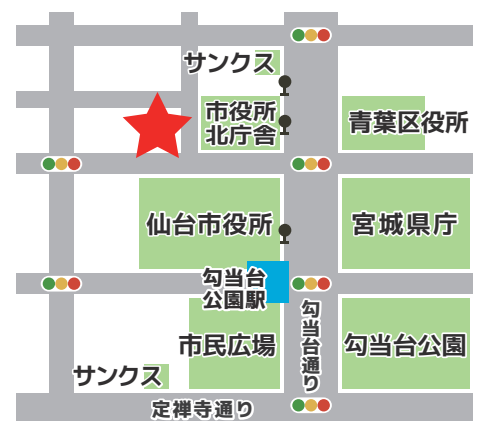 サンクス
市役所
北庁舎
青葉区役所
仙台市役所
宮城県庁
勾当台
公園駅
勾当台通り
市民広場
勾当台公園
サンクス
定禅寺通り